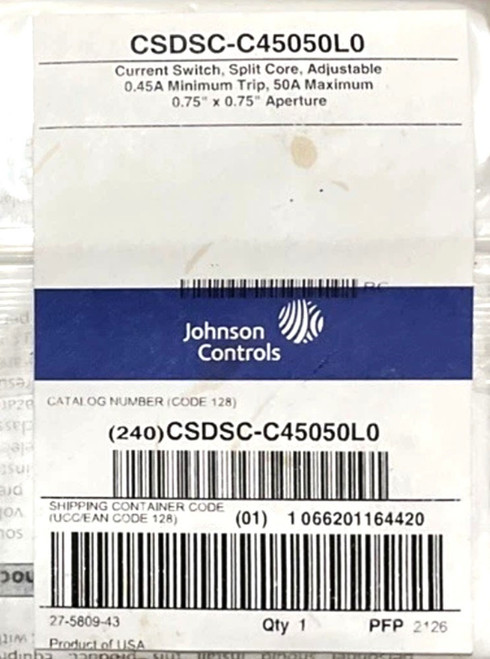 CSDSC-C45050L0
Current Switch, Split Core, Adjustable
0.45A Minimum Trip, 50A Maximum
0.75" x 0.75" Aperture
Johnson
Controls
CATALOG NUMBER (CODE 128)
(240)CSDSC-C45050L0
SHIPPING CONTAINER CODE
(UCC/EAN CODE 128) (01) 1 066201164420
27-5809-43 Qty 1 PFP 2126
Product of USA